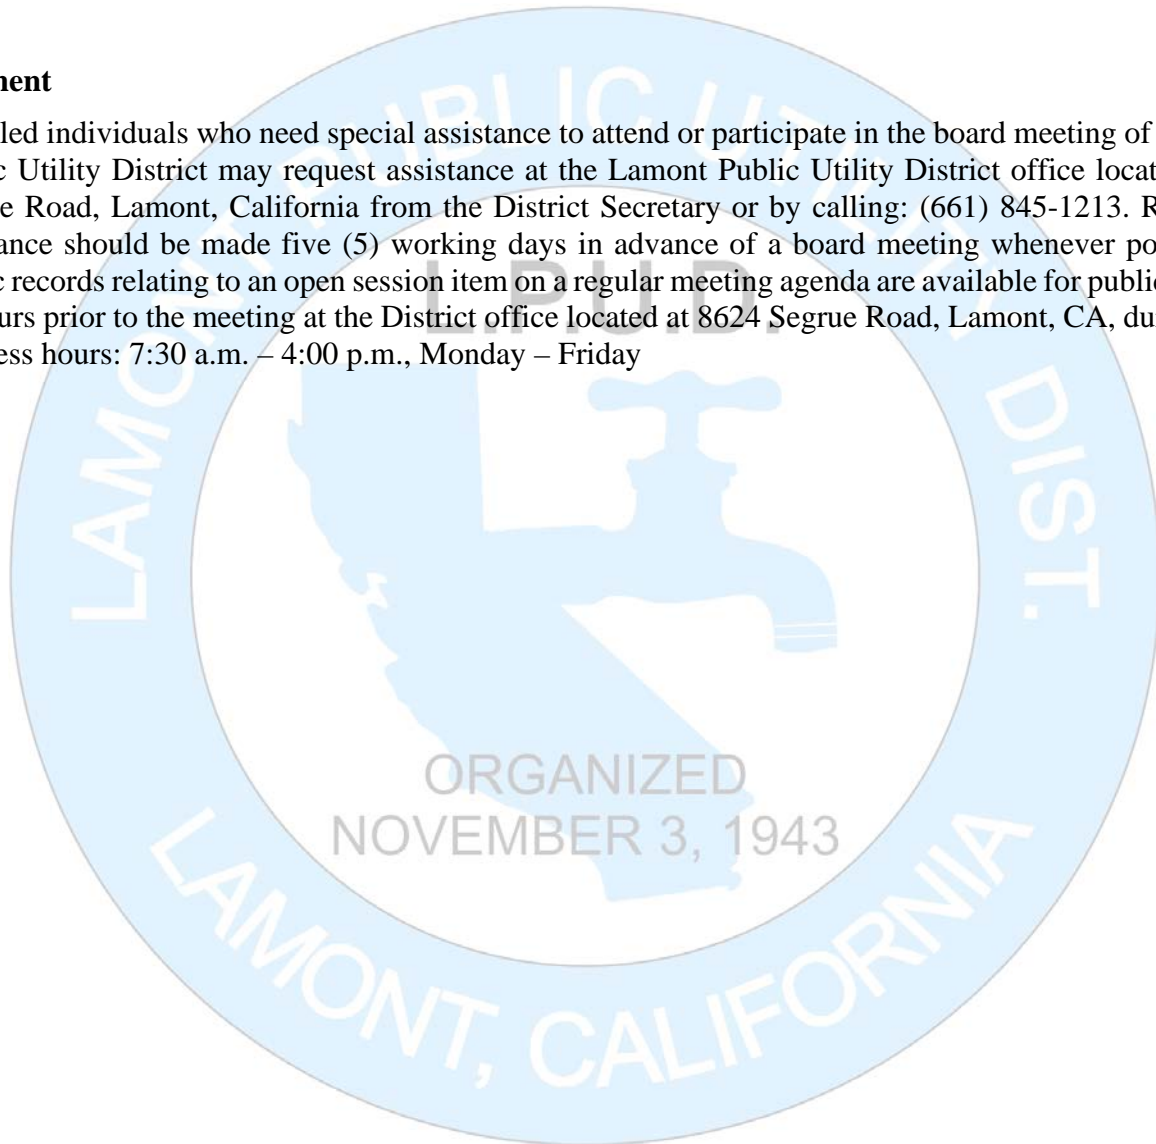 ment
led individuals who need special assistance to attend or participate in the board meeting of
c Utility District may request assistance at the Lamont Public Utility District office locat
e Road, Lamont, California from the District Secretary or by calling: (661) 845-1213. R
ance should be made five (5) working days in advance of a board meeting whenever po
c records relating to an open session item on a regular meeting agenda are available for public
urs prior to the meeting at the District office located at 8624 Segrue Road, Lamont, CA, du
ess hours: 7:30 a.m. – 4:00 p.m., Monday – Friday
LAMONT PUBLIC UTILITY DIST.
L.P.U.D.
ORGANIZED
NOVEMBER 3, 1943
LAMONT, CALIFORNIA